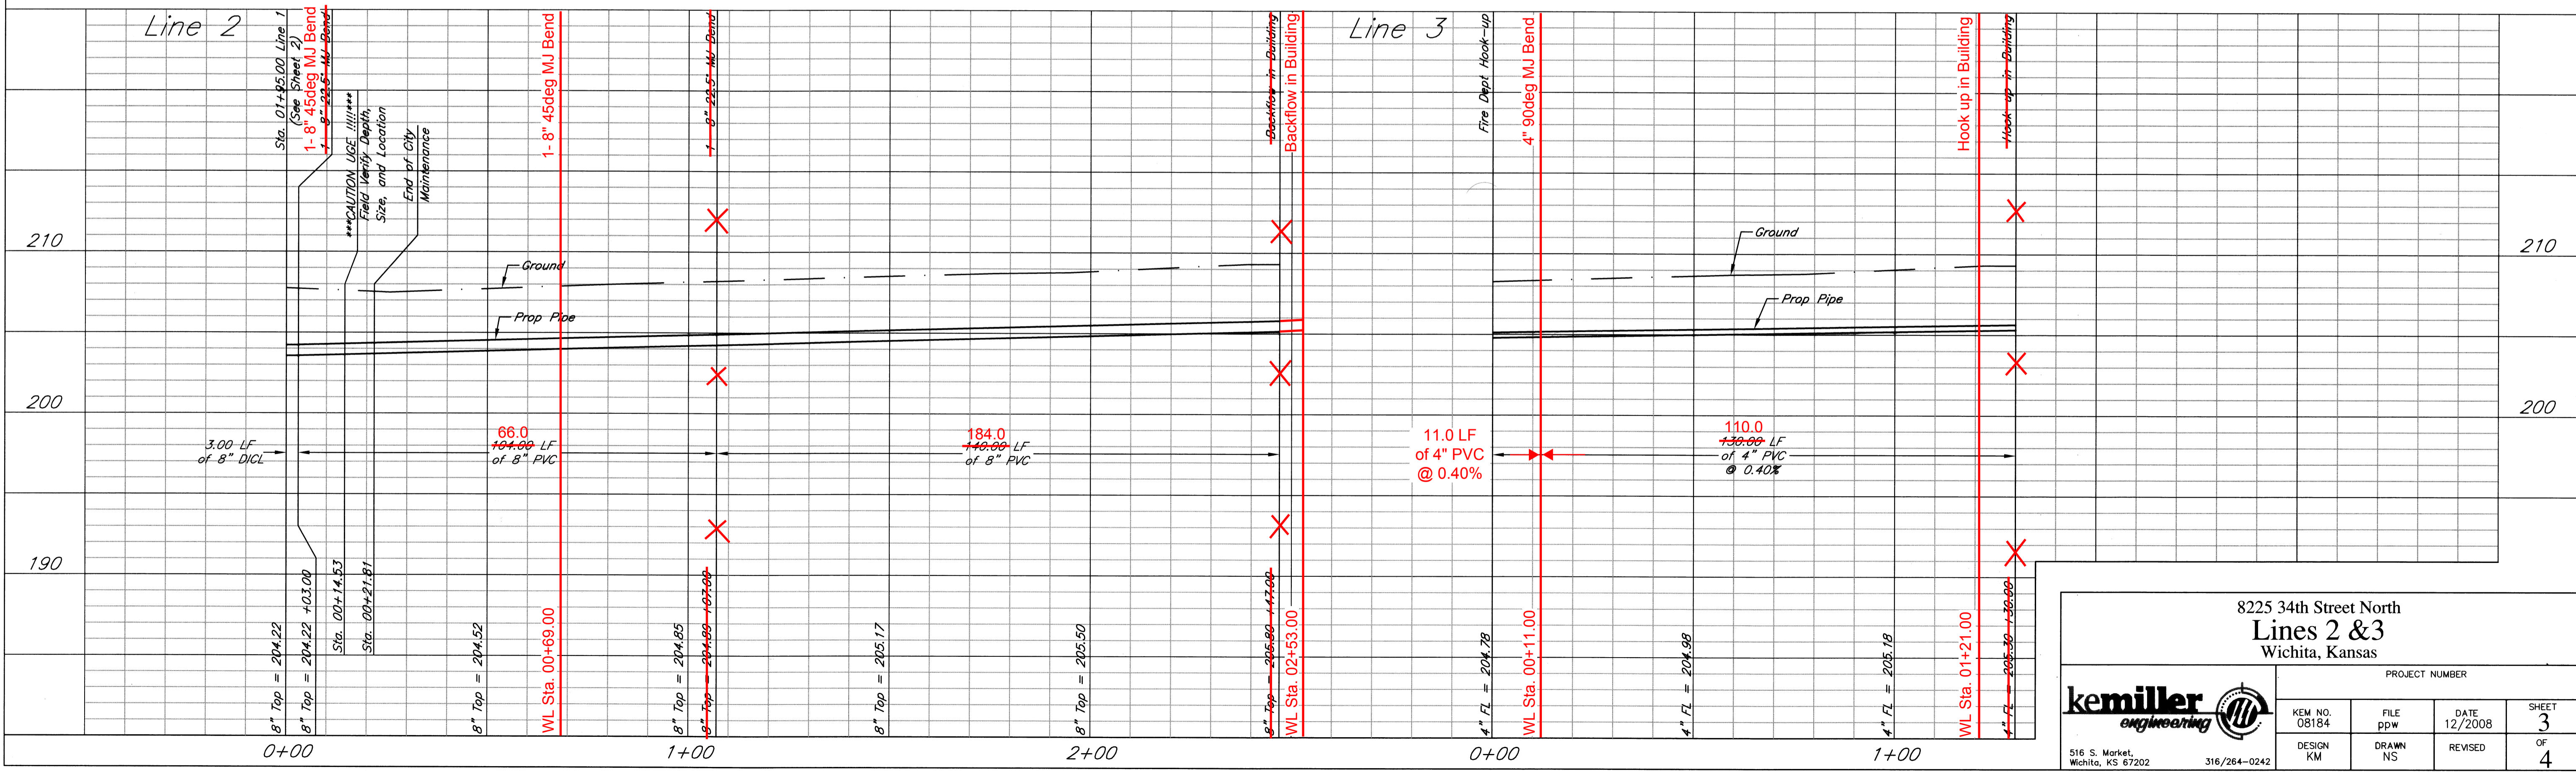 Line 2
Sta. 01+95.00 Line 1
(See Sheet 2)
1- 8" 45deg MJ Bend
1 - 8" 22.5° MJ Bend
***CAUTION UGE !!!!!!***
Field Verify Depth,
Size, and Location
End of City
Maintenance
1- 8" 45deg MJ Bend
1 - 8" 22.5° MJ Bend
Backflow in Building
Backflow in Building
Line 3
Fire Dept Hook-up
4" 90deg MJ Bend
Hook up in Building
Hook up in Building
210
Ground
Ground
210
Prop Pipe
Prop Pipe
200
200
3.00 LF
of 8" DICL
66.0
104.00 LF
of 8" PVC
184.0
140.00 LF
of 8" PVC
11.0 LF
of 4" PVC
@ 0.40%
110.0
130.00 LF
of 4" PVC
@ 0.40%
190
8" Top = 204.22
8" Top = 204.22 +03.00
Sta. 00+14.53
Sta. 00+21.81
8" Top = 204.52
WL Sta. 00+69.00
8" Top = 204.85
8" Top = 204.89 +07.00
8" Top = 205.17
8" Top = 205.50
8" Top = 205.80 +47.00
WL Sta. 02+53.00
4" FL = 204.78
WL Sta. 00+11.00
4" FL = 204.98
4" FL = 205.18
WL Sta. 01+21.00
4" FL = 205.30 +30.00
0+00
1+00
2+00
0+00
1+00
8225 34th Street North
Lines 2 &3
Wichita, Kansas
PROJECT NUMBER
kemiller
engineering
516 S. Market,
Wichita, KS 67202
316/264-0242
KEM NO.
08184
FILE
ppw
DATE
12/2008
SHEET
3
DESIGN
KM
DRAWN
NS
REVISED
OF
4